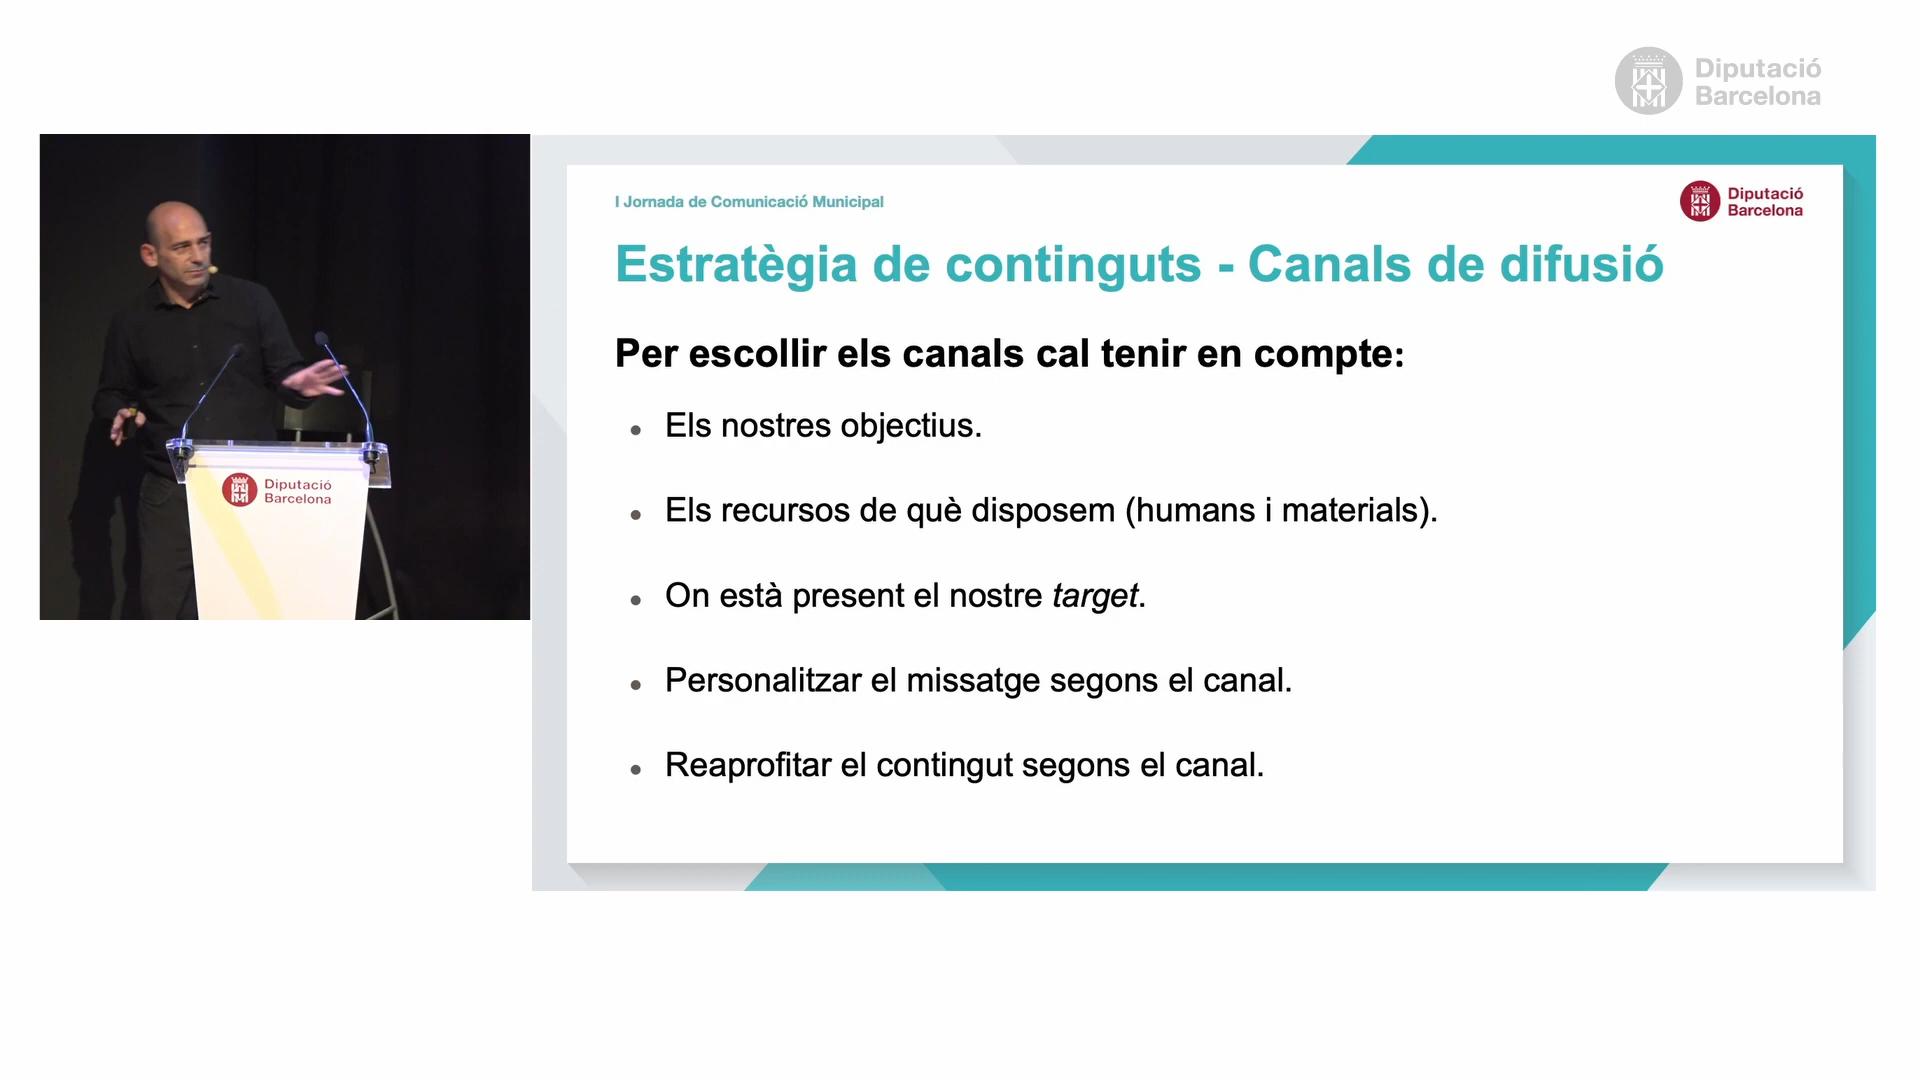 Diputació
Barcelona
I Jornada de Comunicació Municipal
Diputació
Barcelona
Estratègia de continguts - Canals de difusió
Per escollir els canals cal tenir en compte:
• Els nostres objectius.
• Els recursos de què disposem (humans i materials).
• On està present el nostre target.
• Personalitzar el missatge segons el canal.
• Reaprofitar el contingut segons el canal.
Diputació
Barcelona